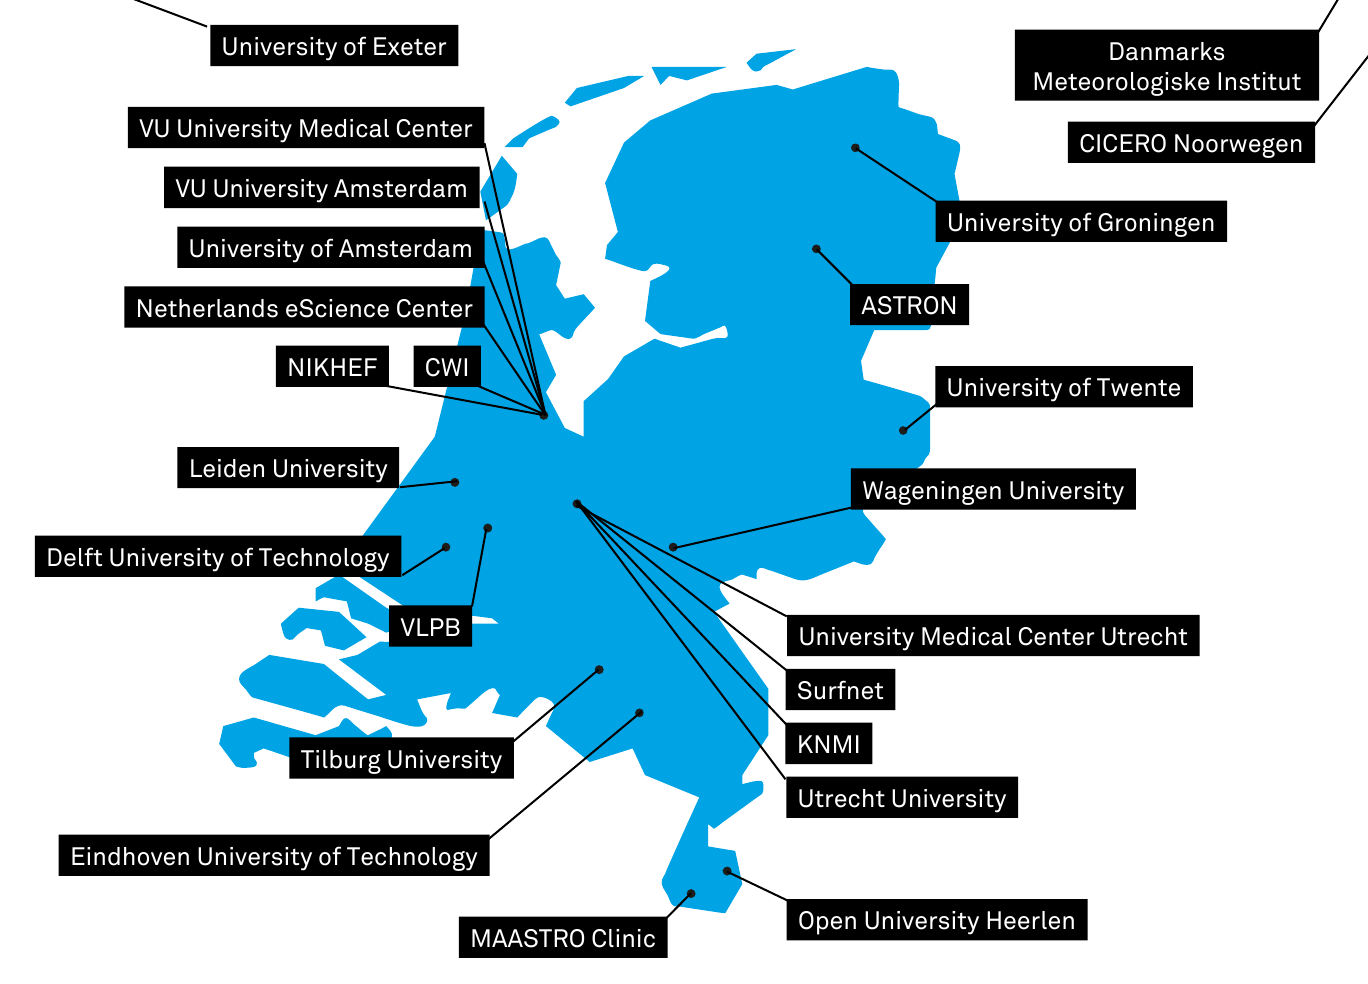 University of Exeter
Danmarks
Meteorologiske Institut
VU University Medical Center
CICERO Noorwegen
VU University Amsterdam
University of Groningen
University of Amsterdam
ASTRON
Netherlands eScience Center
NIKHEF
CWI
University of Twente
Leiden University
Wageningen University
Delft University of Technology
VLPB
University Medical Center Utrecht
Surfnet
KNMI
Tilburg University
Utrecht University
Eindhoven University of Technology
Open University Heerlen
MAASTRO Clinic